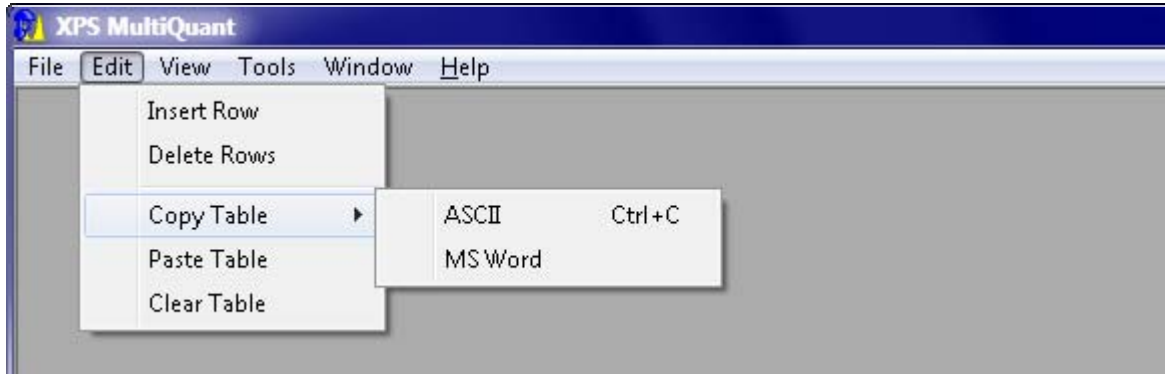 XPS MultiQuant
File Edit View Tools Window Help
Insert Row
Delete Rows
Copy Table
ASCII Ctrl+C
Paste Table
MS Word
Clear Table